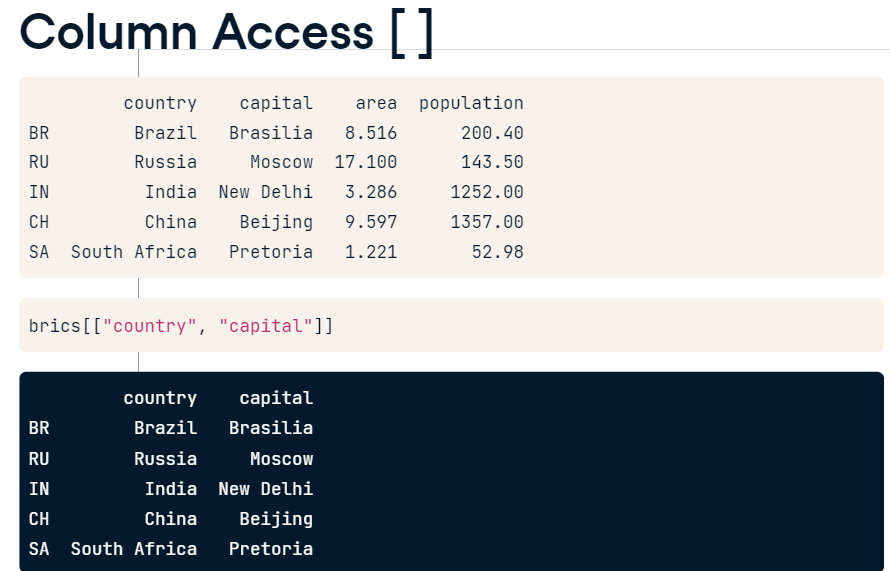 Column Access [ ]
country capital area population
BR Brazil Brasilia 8.516 200.40
RU Russia Moscow 17.100 143.50
IN India New Delhi 3.286 1252.00
CH China Beijing 9.597 1357.00
SA South Africa Pretoria 1.221 52.98
brics[["country", "capital"]]
country capital
BR Brazil Brasilia
RU Russia Moscow
IN India New Delhi
CH China Beijing
SA South Africa Pretoria